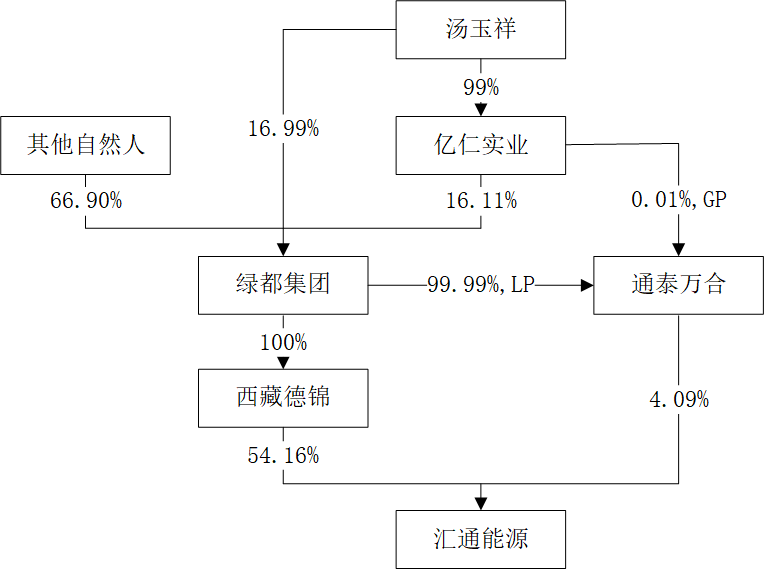 汤玉祥
99%
16.99%
其他自然人
亿仁实业
66.90%
16.11%
0.01%,GP
绿都集团
99.99%,LP
通泰万合
100%
西藏德锦
4.09%
54.16%
汇通能源